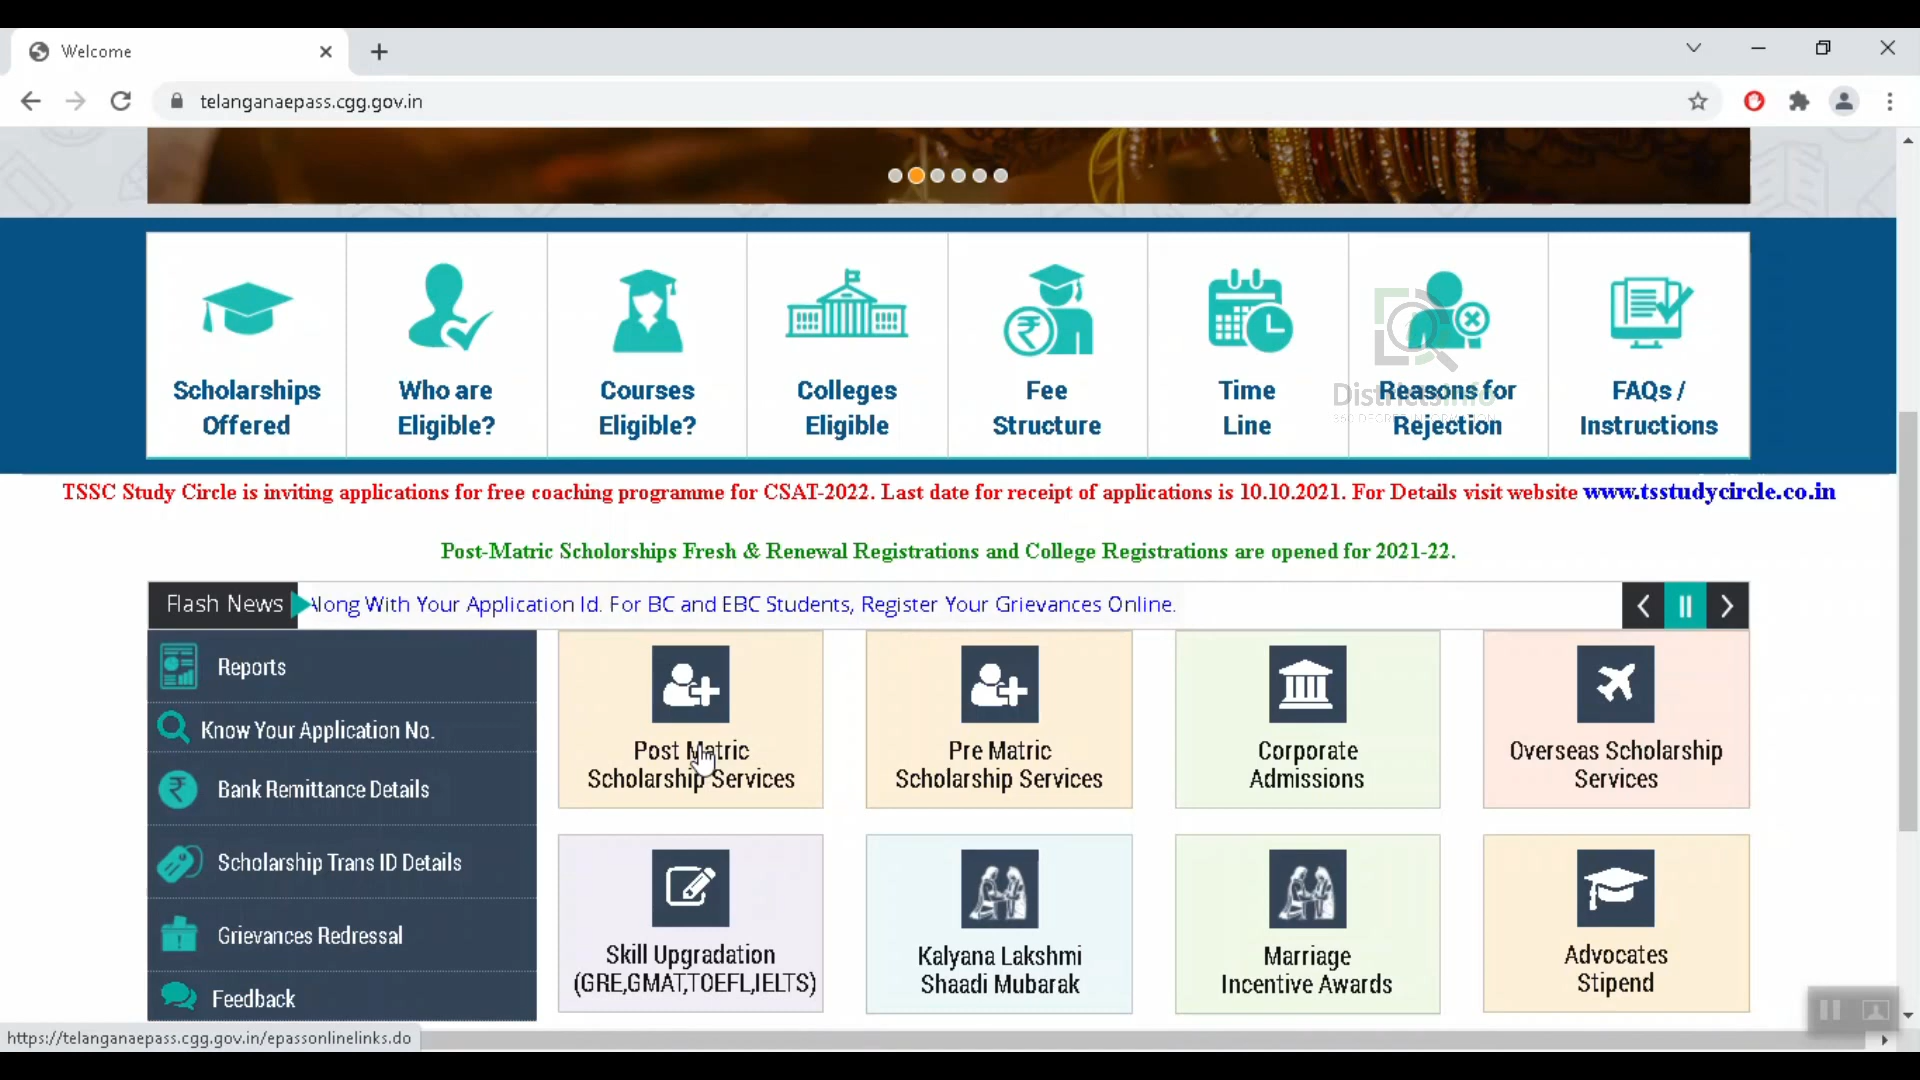 Welcome
telanganaepass.cgg.gov.in
Scholarships
Offered
Who are
Eligible?
Courses
Eligible?
Colleges
Eligible
Fee
Structure
Time
Line
Reasons for
Rejection
FAQs /
Instructions
DistrictsInfo
360 DEGREE INFORMATION
TSSC Study Circle is inviting applications for free coaching programme for CSAT-2022. Last date for receipt of applications is 10.10.2021. For Details visit website www.tsstudycircle.co.in
Post-Matric Scholorships Fresh & Renewal Registrations and College Registrations are opened for 2021-22.
Flash News
Along With Your Application Id. For BC and EBC Students, Register Your Grievances Online.
Reports
Know Your Application No.
Bank Remittance Details
Scholarship Trans ID Details
Grievances Redressal
Feedback
Post Matric
Scholarship Services
Pre Matric
Scholarship Services
Corporate
Admissions
Overseas Scholarship
Services
Skill Upgradation
(GRE,GMAT,TOEFL,IELTS)
Kalyana Lakshmi
Shaadi Mubarak
Marriage
Incentive Awards
Advocates
Stipend
https://telanganaepass.cgg.gov.in/epassonlinelinks.do